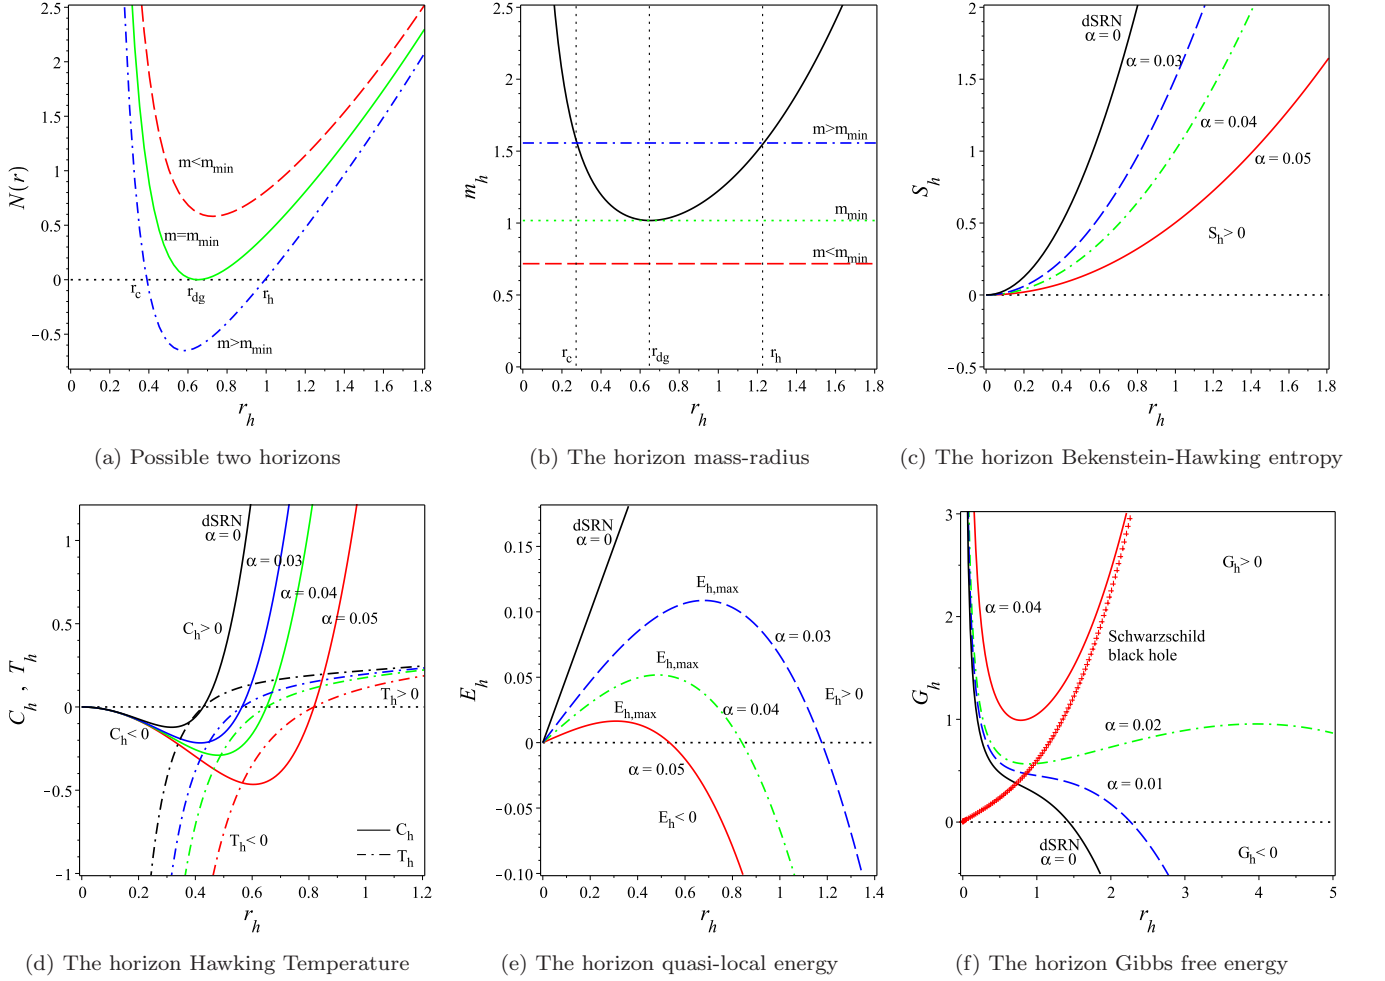 2.5
2
1.5
1
0.5
0
−0.5
N(r)
m<m_min
m=m_min
m>m_min
r_c
r_dg
r_h
0 0.2 0.4 0.6 0.8 1 1.2 1.4 1.6 1.8
r_h
(a) Possible two horizons
2.5
2
1.5
1
0.5
0
m_h
m>m_min
m_min
m<m_min
r_c
r_dg
r_h
0 0.2 0.4 0.6 0.8 1 1.2 1.4 1.6 1.8
r_h
(b) The horizon mass-radius
2
1.5
1
0.5
0
−0.5
S_h
dSRN
α = 0
α = 0.03
α = 0.04
α = 0.05
S_h> 0
0 0.2 0.4 0.6 0.8 1 1.2 1.4 1.6 1.8
r_h
(c) The horizon Bekenstein-Hawking entropy
1
0.5
0
−0.5
−1
C_h , T_h
dSRN
α = 0
α = 0.03
α = 0.04
α = 0.05
C_h> 0
T_h> 0
C_h< 0
T_h< 0
C_h
T_h
0 0.2 0.4 0.6 0.8 1 1.2
r_h
(d) The horizon Hawking Temperature
0.15
0.10
0.05
0
−0.05
−0.10
E_h
dSRN
α = 0
E_h,max
α = 0.03
E_h,max
E_h> 0
E_h,max
α = 0.04
α = 0.05
E_h< 0
0 0.2 0.4 0.6 0.8 1 1.2 1.4
r_h
(e) The horizon quasi-local energy
3
2
1
0
G_h
G_h> 0
α = 0.04
Schwarzschild
black hole
α = 0.02
α = 0.01
dSRN
α = 0
G_h< 0
0 1 2 3 4 5
r_h
(f) The horizon Gibbs free energy